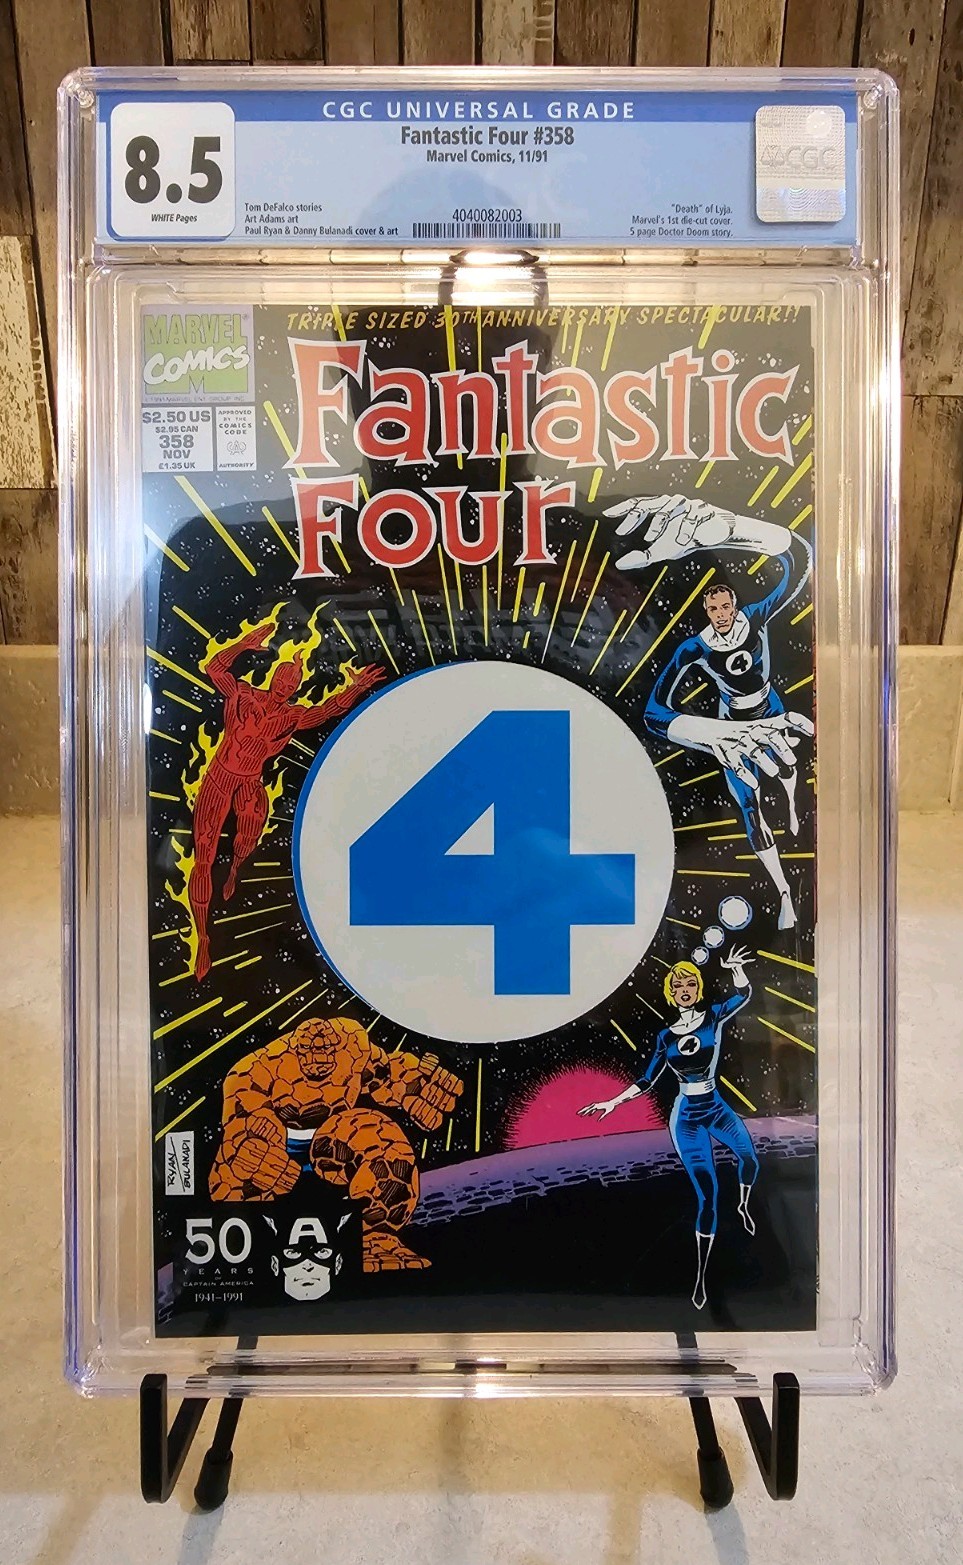 CGC UNIVERSAL GRADE
8.5
WHITE Pages
Fantastic Four #358
Marvel Comics, 11/91
Tom DeFalco stories
Art Adams art
Paul Ryan & Danny Bulanadi cover & art
4040082003
"Death" of Lyja.
Marvel's 1st die-cut cover.
5 page Doctor Doom story.
CGC
TRIPLE SIZED 30TH ANNIVERSARY SPECTACULAR!!
MARVEL®
COMICS
M
$2.50 US
$2.95 CAN
358
NOV
£1.35 UK
APPROVED
BY THE
COMICS
CODE
AUTHORITY
Fantastic
Four
4
4
4
RYAN
BULANADI
50
YEARS
OF
CAPTAIN AMERICA
1941-1991
A